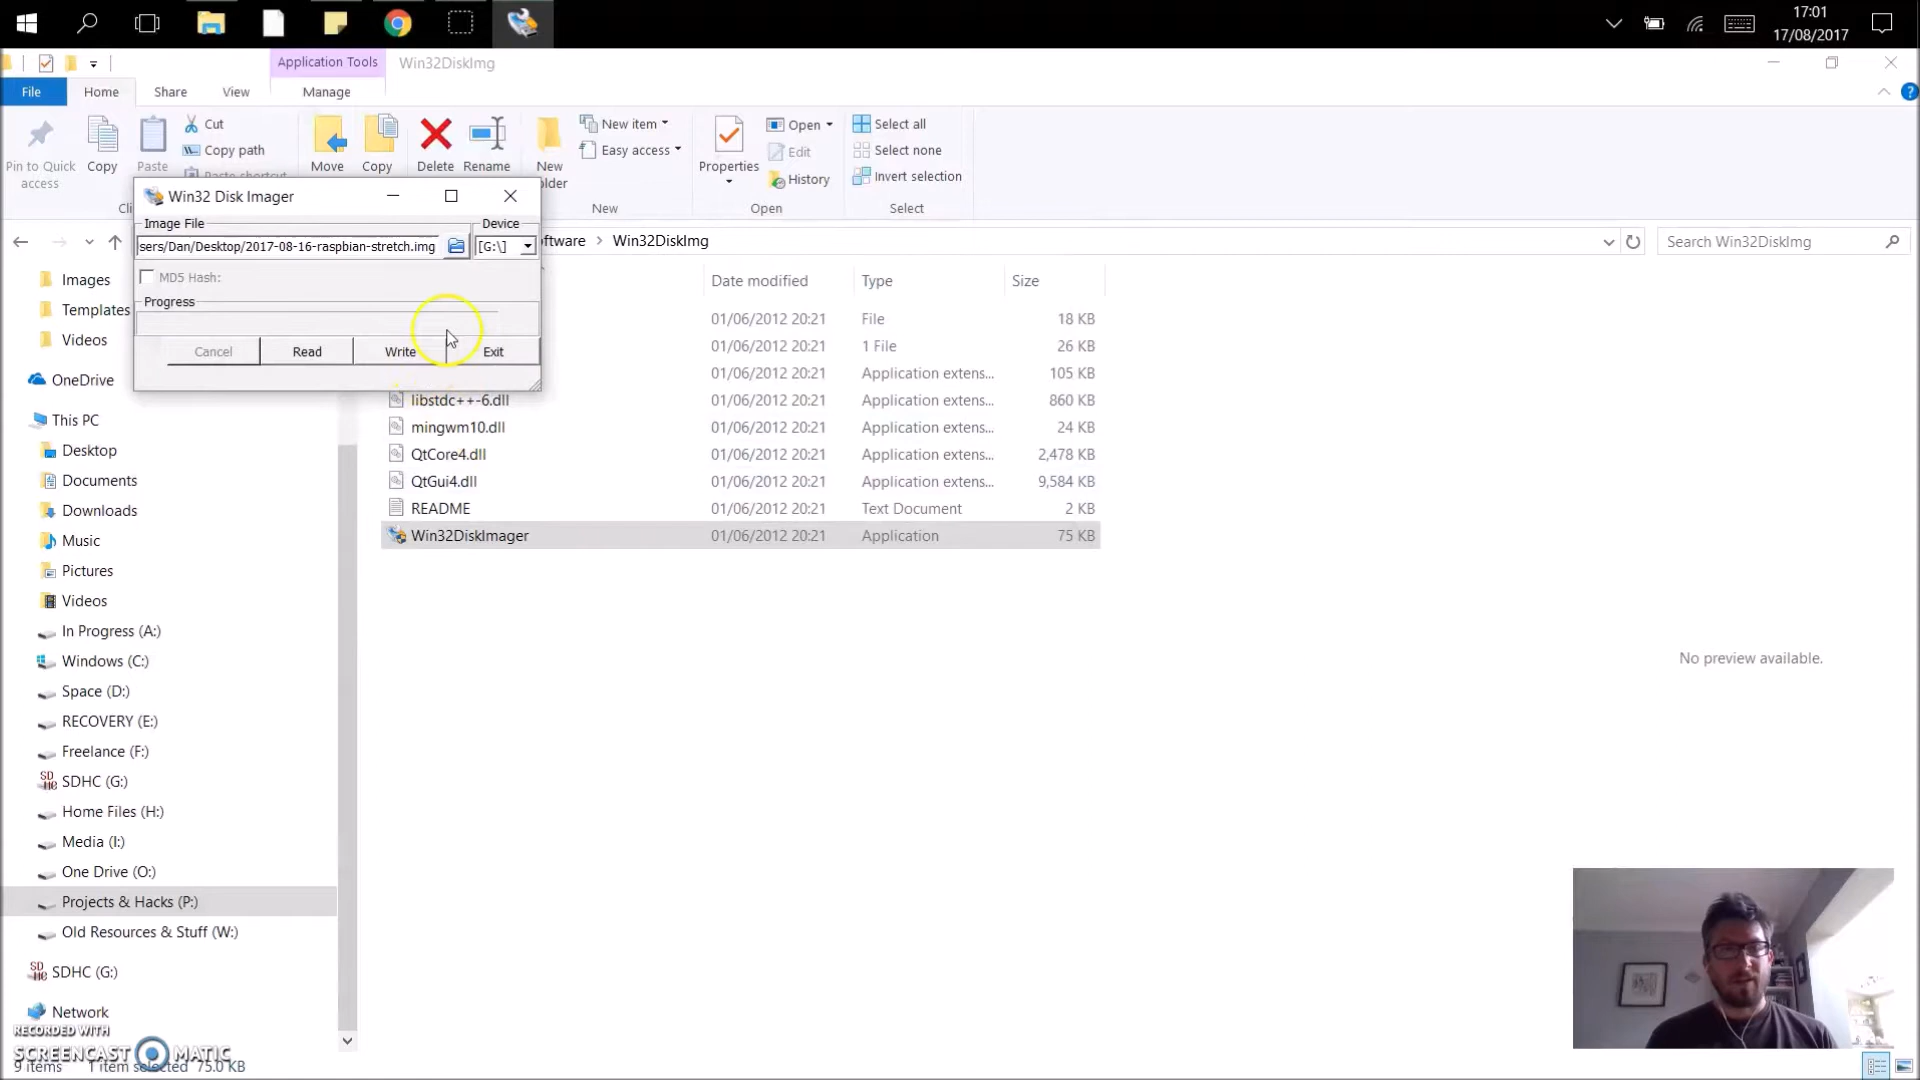 17:01
17/08/2017
Application Tools
Win32DiskImg
File
Home
Share
View
Manage
Pin to Quick access
Copy
Paste
Cut
Copy path
Paste shortcut
Move
Copy
Delete
Rename
New
New item
Easy access
New
Properties
Open
Edit
History
Open
Select all
Select none
Invert selection
Select
Win32 Disk Imager
Image File
Device
sers/Dan/Desktop/2017-08-16-raspbian-stretch.img
[G:\]
MD5 Hash:
Progress
Cancel
Read
Write
Exit
Win32DiskImg
Search Win32DiskImg
Date modified
Type
Size
01/06/2012 20:21 File 18 KB
01/06/2012 20:21 1 File 26 KB
01/06/2012 20:21 Application extens... 105 KB
libstdc++-6.dll 01/06/2012 20:21 Application extens... 860 KB
mingwm10.dll 01/06/2012 20:21 Application extens... 24 KB
QtCore4.dll 01/06/2012 20:21 Application extens... 2,478 KB
QtGui4.dll 01/06/2012 20:21 Application extens... 9,584 KB
README 01/06/2012 20:21 Text Document 2 KB
Win32DiskImager 01/06/2012 20:21 Application 75 KB
No preview available.
Images
Templates
Videos
OneDrive
This PC
Desktop
Documents
Downloads
Music
Pictures
Videos
In Progress (A:)
Windows (C:)
Space (D:)
RECOVERY (E:)
Freelance (F:)
SDHC (G:)
Home Files (H:)
Media (I:)
One Drive (O:)
Projects & Hacks (P:)
Old Resources & Stuff (W:)
SDHC (G:)
Network
RECORDED WITH
SCREENCAST MATIC
9 items 1 item selected 75.0 KB